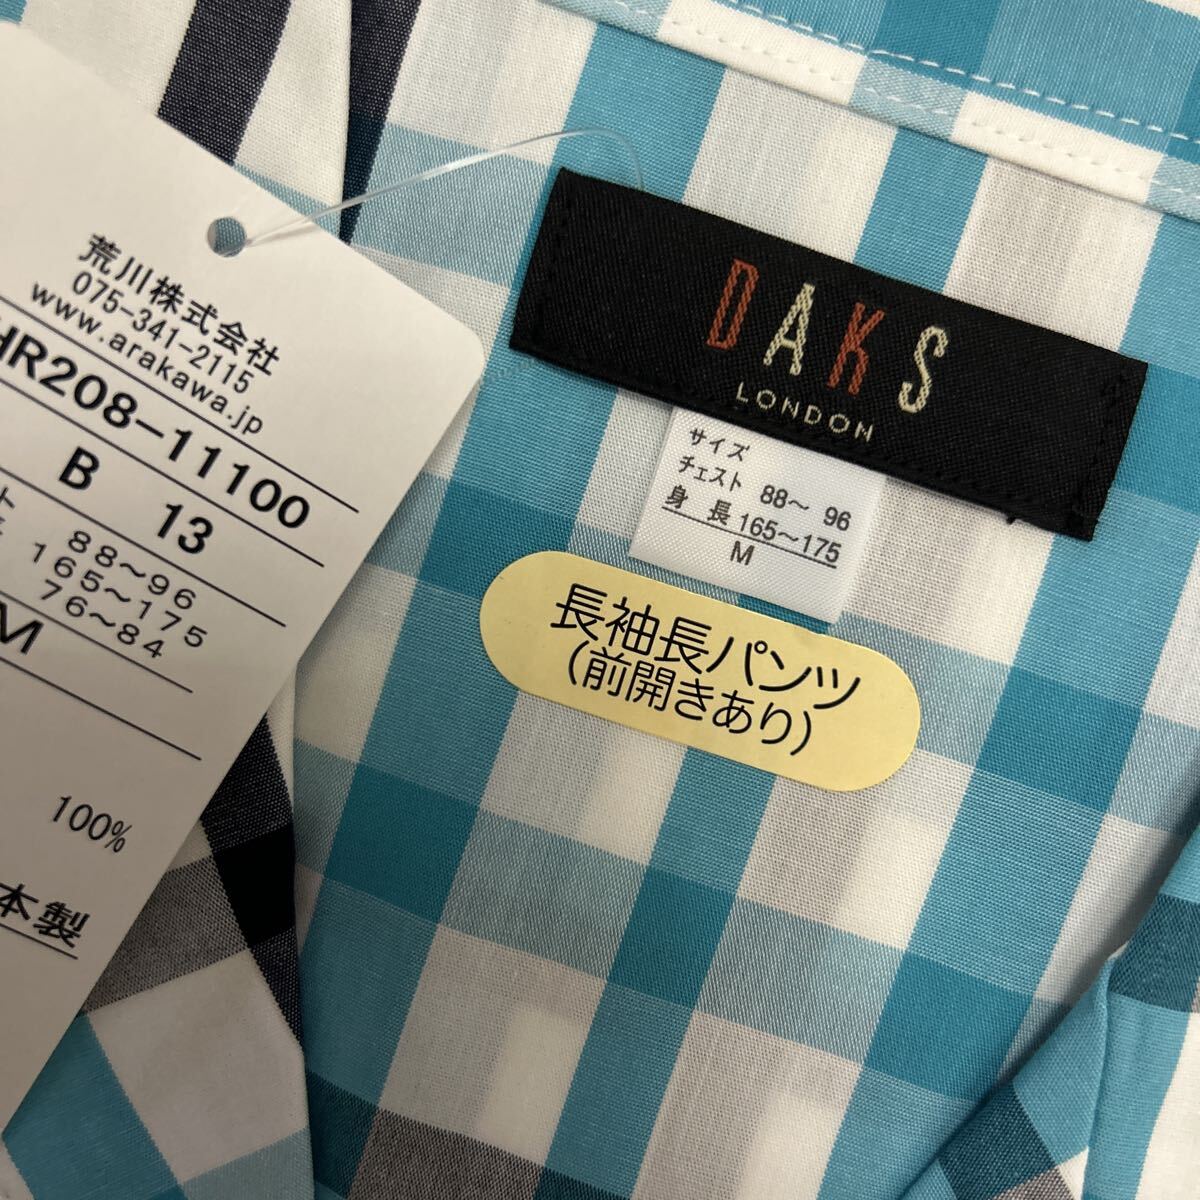 荒川株式会社
075-341-2115
www.arakawa.jp
HR208-11100
B 13
88～96
165～175
76～84
M
100%
本製
DAKS
LONDON
サイズ
チェスト 88～ 96
身 長 165～175
M
長袖長パンツ
(前開きあり)